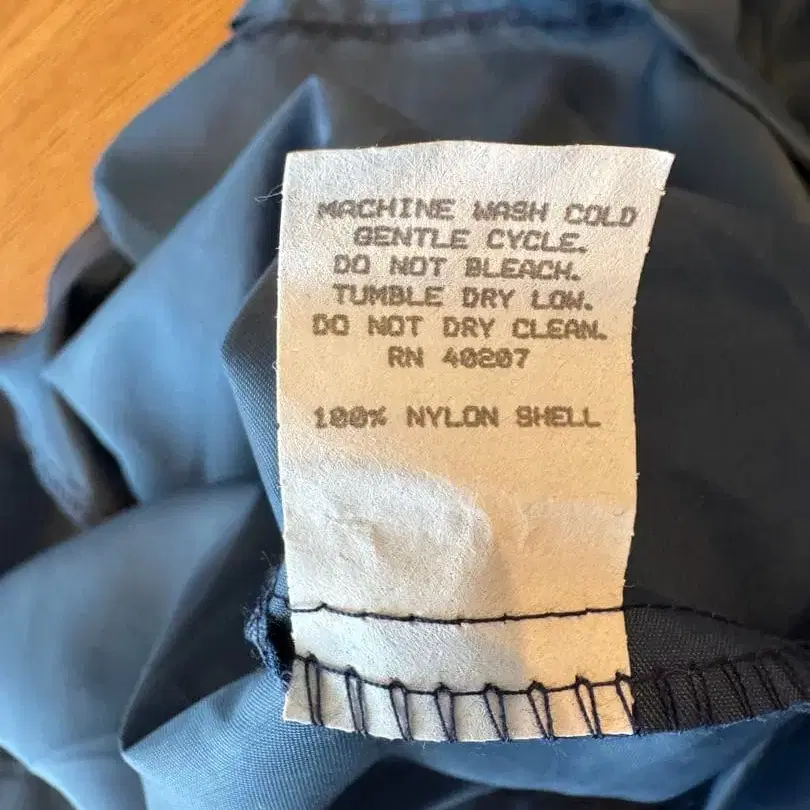 MACHINE WASH COLD
GENTLE CYCLE.
DO NOT BLEACH.
TUMBLE DRY LOW.
DO NOT DRY CLEAN.
RN 40207
100% NYLON SHELL